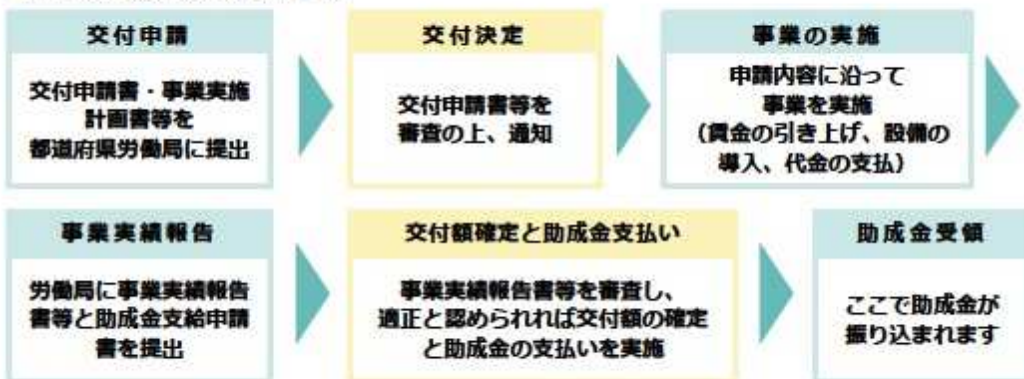 交付申請
交付申請書・事業実施
計画書等を
都道府県労働局に提出
交付決定
交付申請書等を
審査の上、通知
事業の実施
申請内容に沿って
事業を実施
(賃金の引き上げ、設備の
導入、代金の支払)
事業実績報告
労働局に事業実績報告
書等と助成金支給申請
書を提出
交付額確定と助成金支払い
事業実績報告書等を審査し、
適正と認められれば交付額の確定
と助成金の支払いを実施
助成金受領
ここで助成金が
振り込まれます